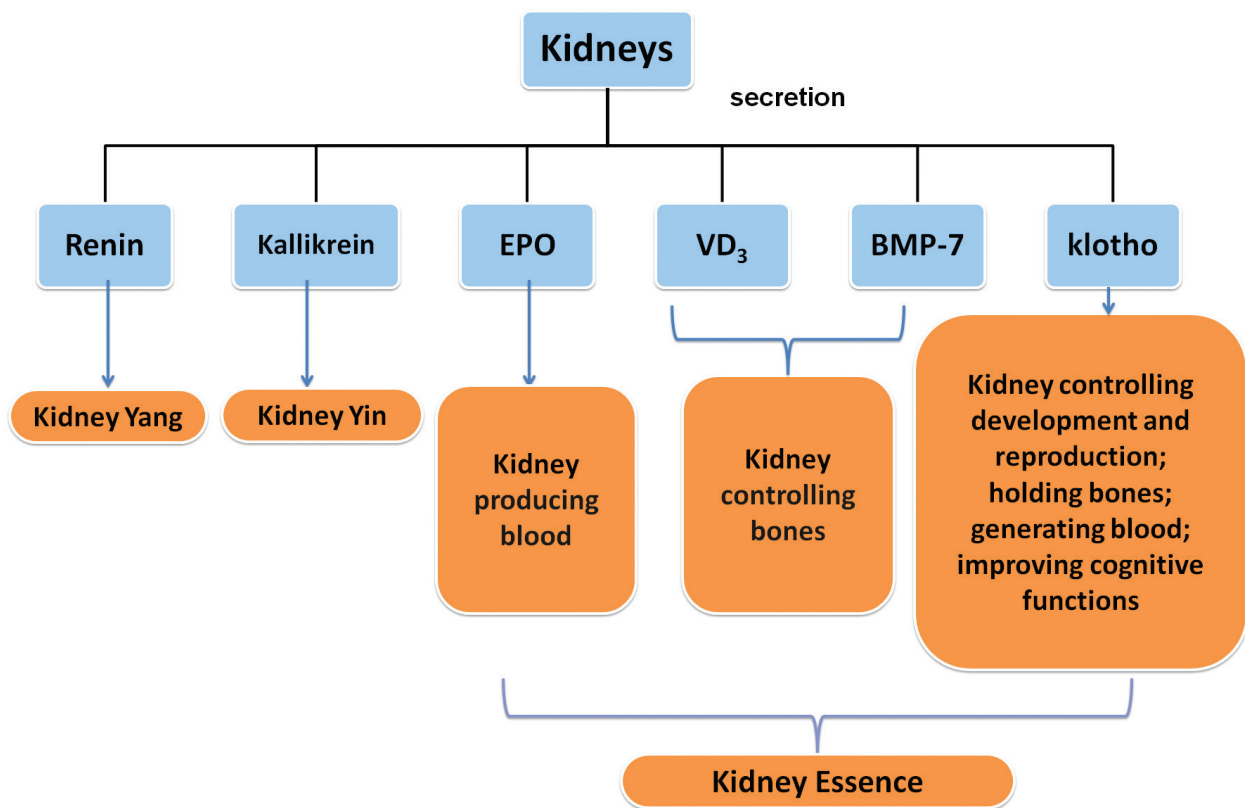 Kidneys
secretion
Renin
Kallikrein
EPO
VD₃
BMP-7
klotho
Kidney Yang
Kidney Yin
Kidney
producing
blood
Kidney
controlling
bones
Kidney controlling
development and
reproduction;
holding bones;
generating blood;
improving cognitive
functions
Kidney Essence